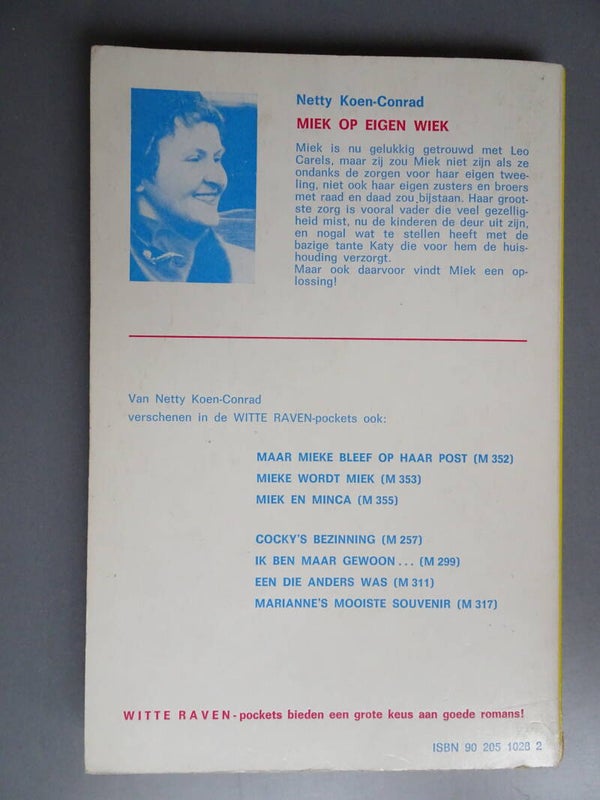 Netty Koen-Conrad
MIEK OP EIGEN WIEK
Miek is nu gelukkig getrouwd met Leo
Carels, maar zij zou Miek niet zijn als ze
ondanks de zorgen voor haar eigen twee-
ling, niet ook haar eigen zusters en broers
met raad en daad zou bijstaan. Haar groot-
ste zorg is vooral vader die veel gezellig-
heid mist, nu de kinderen de deur uit zijn,
en nogal wat te stellen heeft met de
bazige tante Katy die voor hem de huis-
houding verzorgt.
Maar ook daarvoor vindt Miek een op-
lossing!
Van Netty Koen-Conrad
verschenen in de WITTE RAVEN-pockets ook:
MAAR MIEKE BLEEF OP HAAR POST (M 352)
MIEKE WORDT MIEK (M 353)
MIEK EN MINCA (M 355)
COCKY'S BEZINNING (M 257)
IK BEN MAAR GEWOON... (M 299)
EEN DIE ANDERS WAS (M 311)
MARIANNE'S MOOISTE SOUVENIR (M 317)
WITTE RAVEN-pockets bieden een grote keus aan goede romans!
ISBN 90 205 1028 2